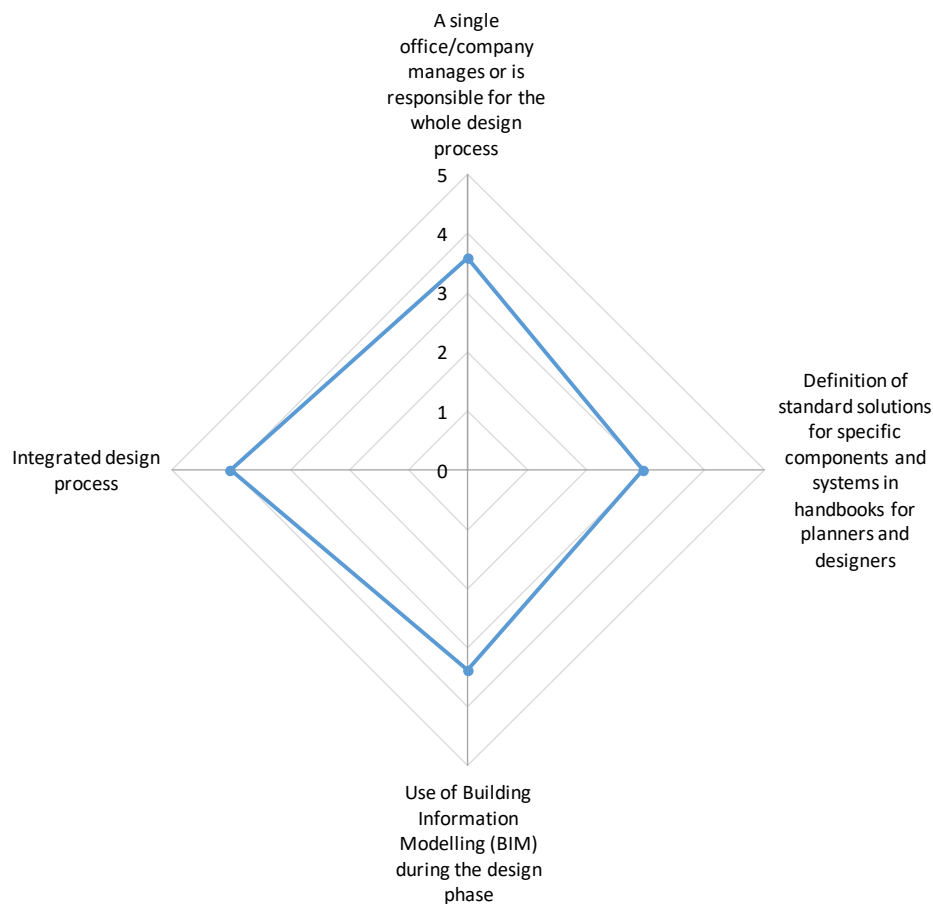 A single
office/company
manages or is
responsible for the
whole design
process
5
4
3
2
1
0
Definition of
standard solutions
for specific
components and
systems in
handbooks for
planners and
designers
Integrated design
process
Use of Building
Information
Modelling (BIM)
during the design
phase